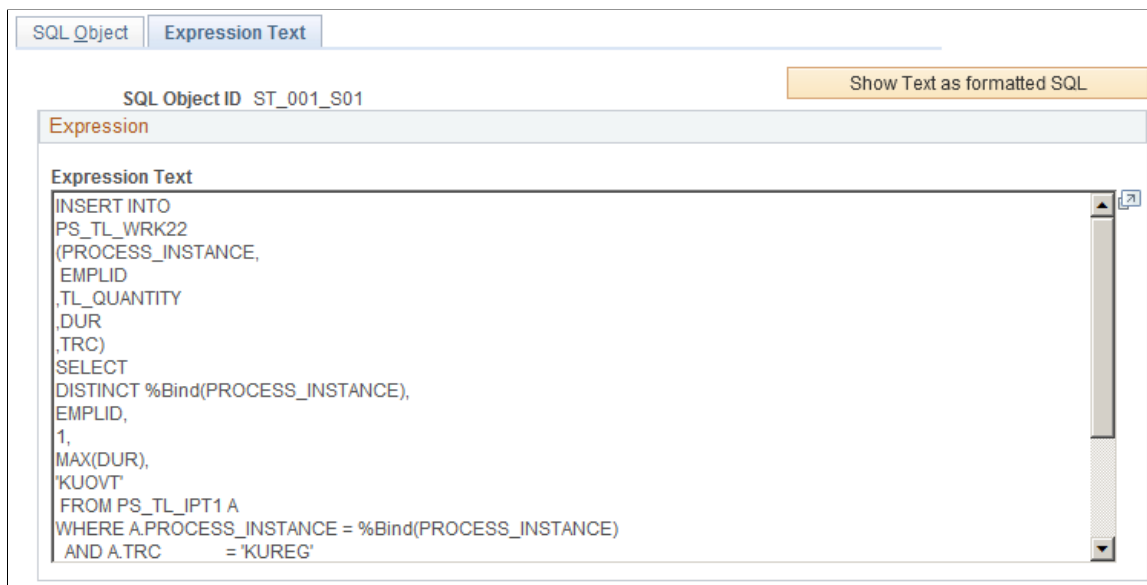 SQL Object Expression Text
Show Text as formatted SQL
SQL Object ID ST_001_S01
Expression
Expression Text
INSERT INTO
PS_TL_WRK22
(PROCESS_INSTANCE,
EMPLID
,TL_QUANTITY
,DUR
,TRC)
SELECT
DISTINCT %Bind(PROCESS_INSTANCE),
EMPLID,
1,
MAX(DUR),
'KUOVT'
FROM PS_TL_IPT1 A
WHERE A.PROCESS_INSTANCE = %Bind(PROCESS_INSTANCE)
AND A.TRC = 'KUREG'